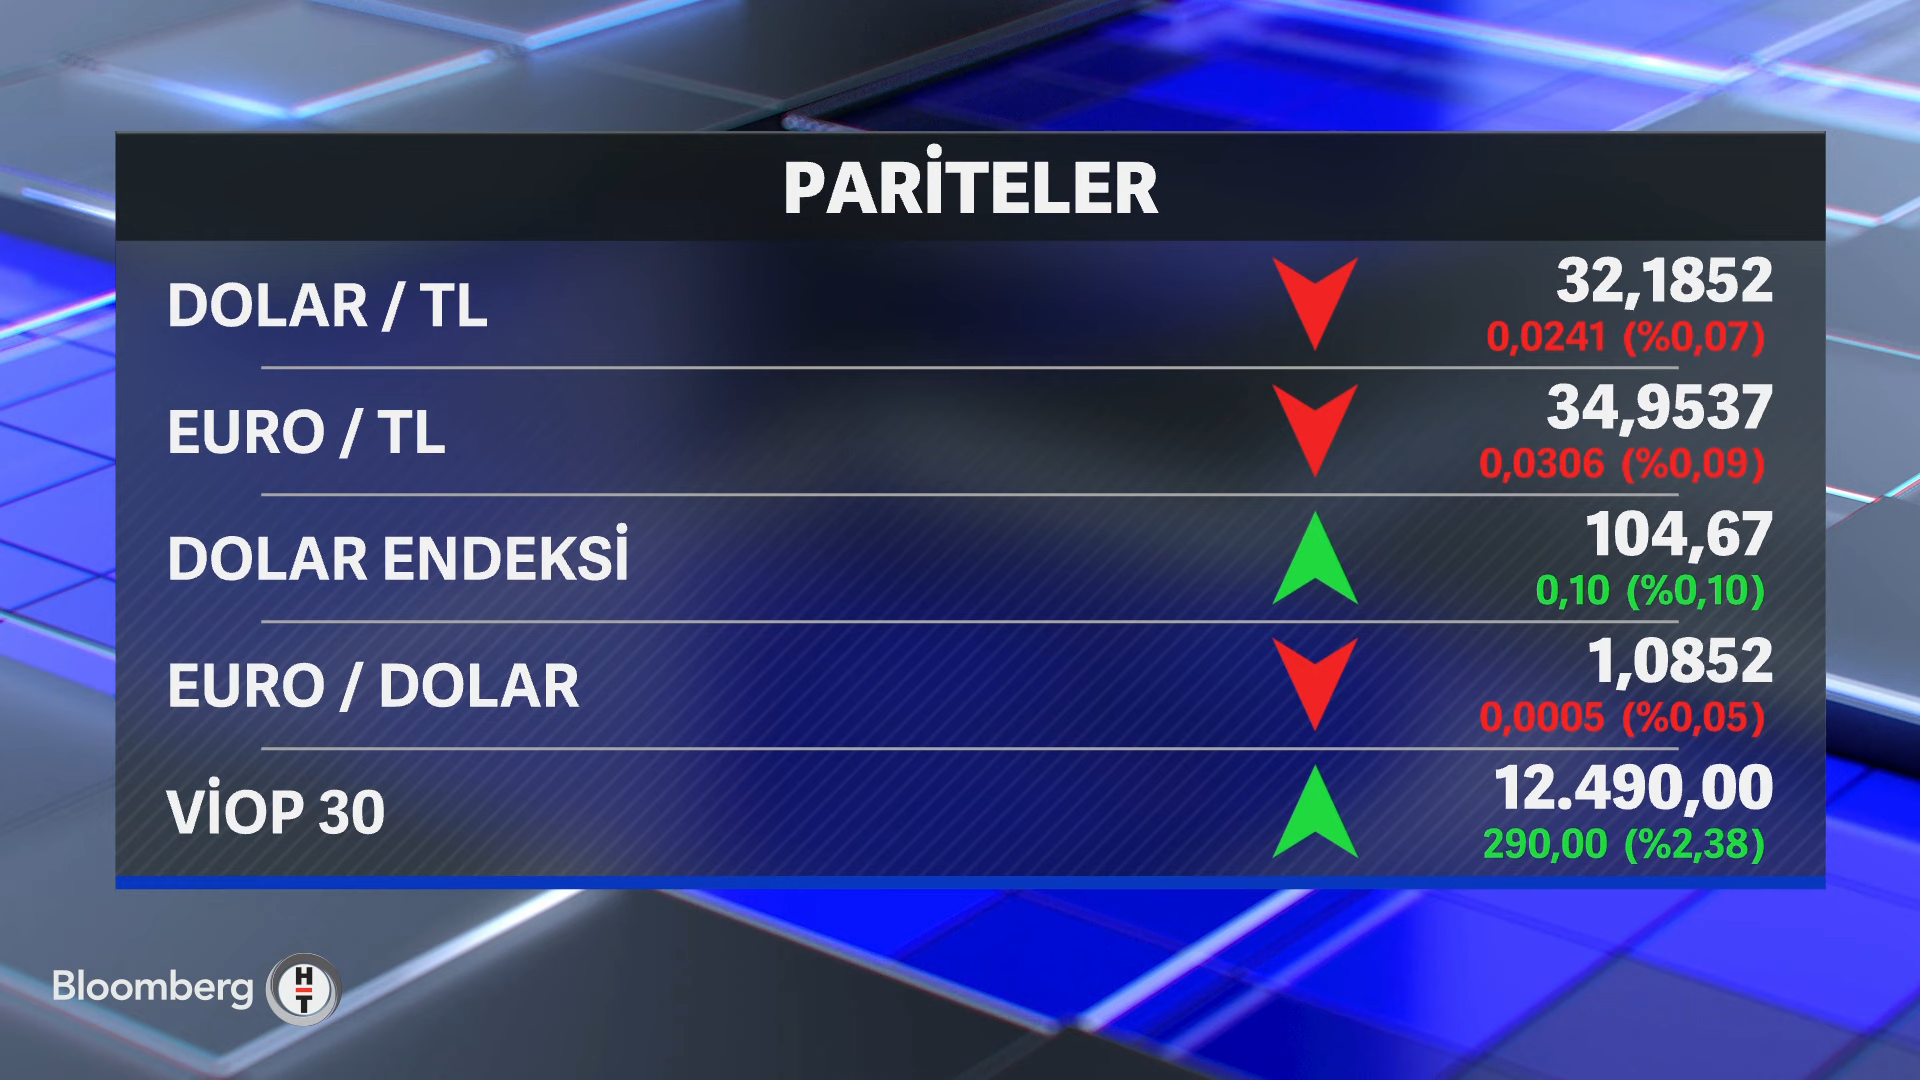 PARİTELER
DOLAR / TL
32,1852
0,0241 (%0,07)
EURO / TL
34,9537
0,0306 (%0,09)
DOLAR ENDEKSİ
104,67
0,10 (%0,10)
EURO / DOLAR
1,0852
0,0005 (%0,05)
VİOP 30
12.490,00
290,00 (%2,38)
Bloomberg HT